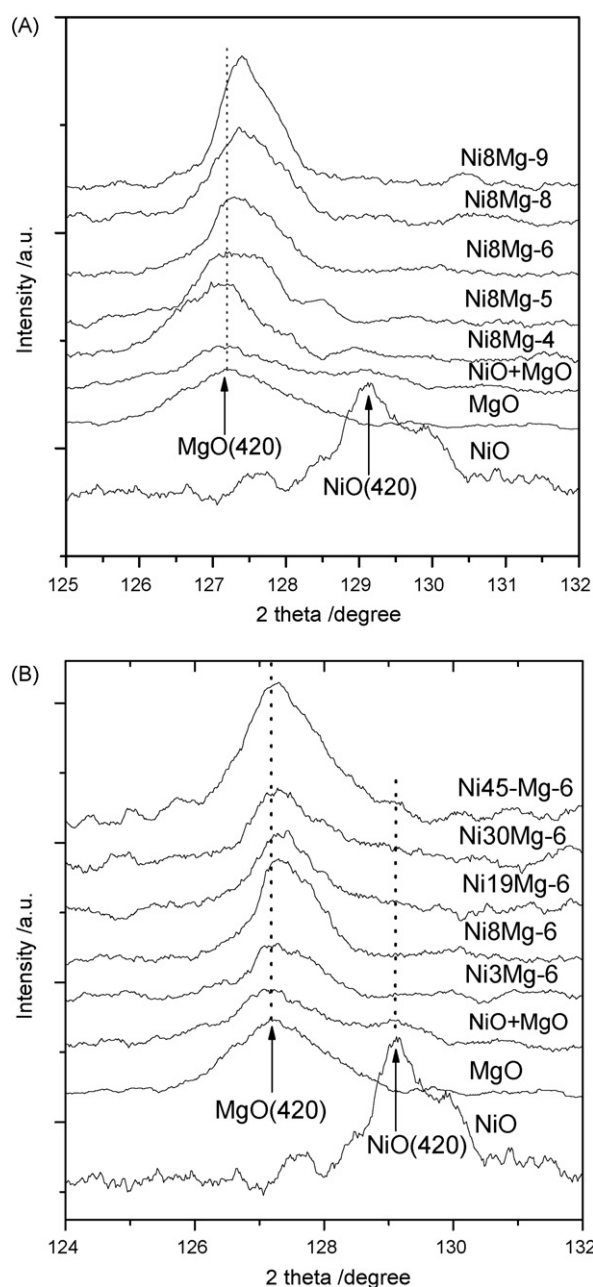 (A)
Intensity /a.u.
Ni8Mg-9
Ni8Mg-8
Ni8Mg-6
Ni8Mg-5
Ni8Mg-4
NiO+MgO
MgO
NiO
MgO(420)
NiO(420)
125 126 127 128 129 130 131 132
2 theta /degree
(B)
Intensity /a.u.
Ni45-Mg-6
Ni30Mg-6
Ni19Mg-6
Ni8Mg-6
Ni3Mg-6
NiO+MgO
MgO
NiO
MgO(420)
NiO(420)
124 126 128 130 132
2 theta /degree